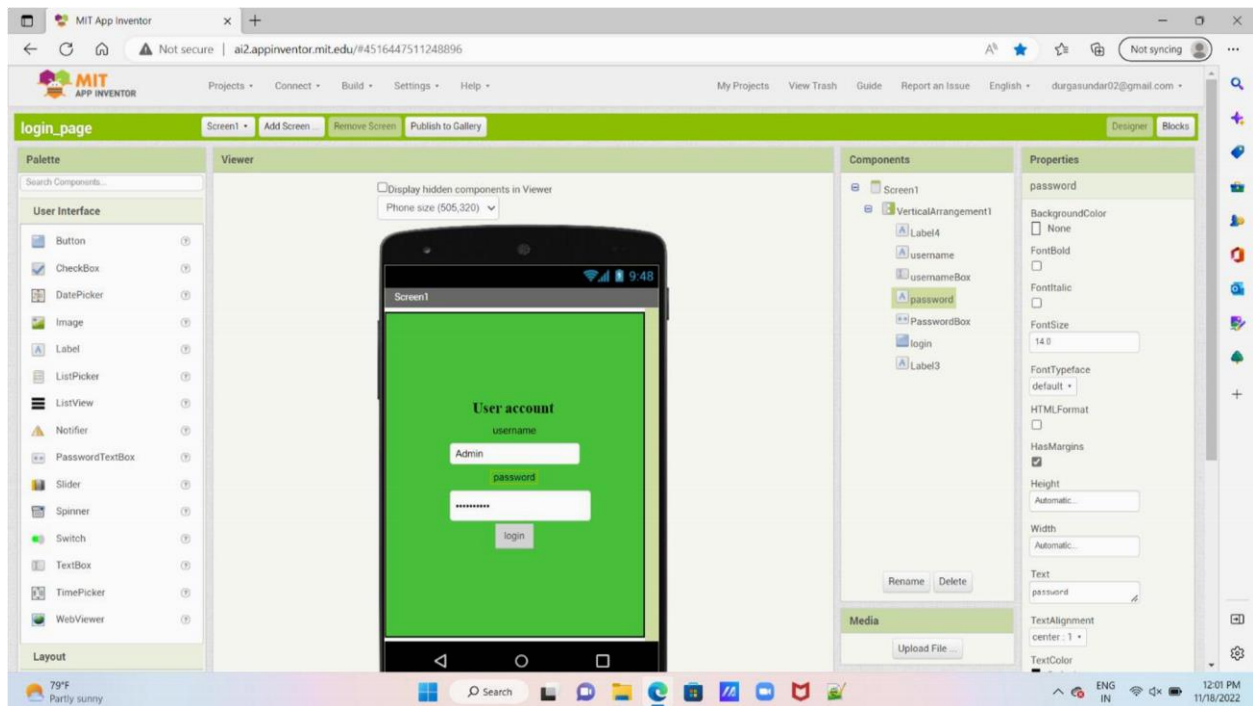 MIT App Inventor
Not secure ai2.appinventor.mit.edu/#4516447511248896
Not syncing
MIT
APP INVENTOR
Projects Connect Build Settings Help My Projects View Trash Guide Report an Issue English durgasundar02@gmail.com
login_page
Screen1 Add Screen ... Remove Screen Publish to Gallery Designer Blocks
Palette
Search Components...
User Interface
Button
CheckBox
DatePicker
Image
Label
ListPicker
ListView
Notifier
PasswordTextBox
Slider
Spinner
Switch
TextBox
TimePicker
WebViewer
Layout
Viewer
Display hidden components in Viewer
Phone size (505,320)
9:48
Screen1
User account
username
Admin
password
login
Components
Screen1
VerticalArrangement1
Label4
username
usernameBox
password
PasswordBox
login
Label3
Rename Delete
Media
Upload File ...
Properties
password
BackgroundColor
None
FontBold
FontItalic
FontSize
14.0
FontTypeface
default
HTMLFormat
HasMargins
Height
Automatic...
Width
Automatic...
Text
password
TextAlignment
center : 1
TextColor
79°F
Partly sunny
Search
ENG
IN
12:01 PM
11/18/2022